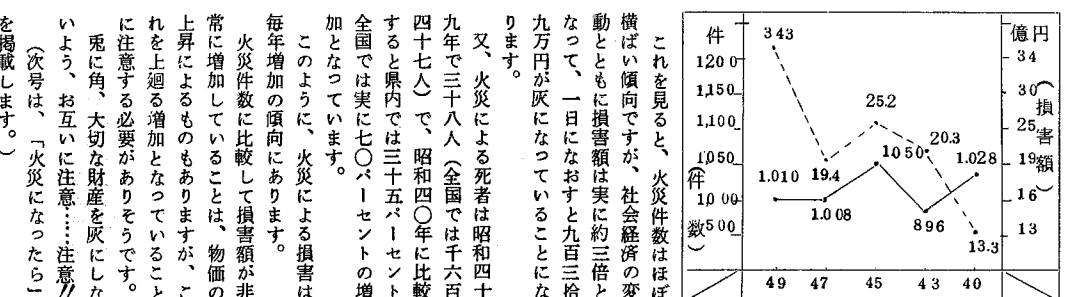 億円
(損害額)
34
30
25
19
16
13
件
(件数)
1200
1,150
1,100
1,050
1,000
500
343
19.4
25.2
20.3
13.3
1.010
1.008
1.050
896
1.028
49
47
45
43
40
これを見ると、火災件数はほぼ
横ばい傾向ですが、社会経済の変
動とともに損害額は実に約三倍と
なって、一日になおすと九百三拾
九万円が灰になっていることにな
ります。
又、火災による死者は昭和四十
九年で三十八人(全国では千六百
四十七人)で、昭和四〇年に比較
すると県内では三十五パーセント
全国では実に七〇パーセントの増
加となっています。
このように、火災による損害は
毎年増加の傾向にあります。
火災件数に比較して損害額が非
常に増加していることは、物価の
上昇によるものもありますが、こ
れを上廻る増加となっていること
に注意する必要がありそうです。
兎に角、大切な財産を灰にしな
いよう、お互いに注意……注意!!
(次号は、「火災になったら」
を掲載します。)